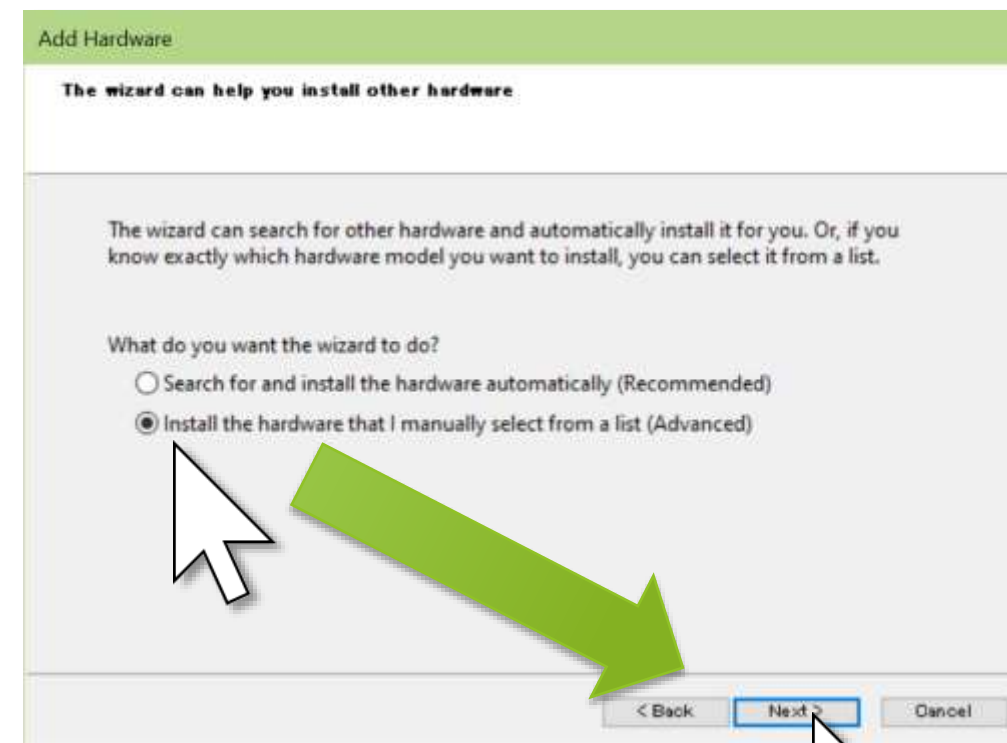 Add Hardware
The wizard can help you install other hardware
The wizard can search for other hardware and automatically install it for you. Or, if you
know exactly which hardware model you want to install, you can select it from a list.
What do you want the wizard to do?
Search for and install the hardware automatically (Recommended)
Install the hardware that I manually select from a list (Advanced)
< Back Next > Cancel